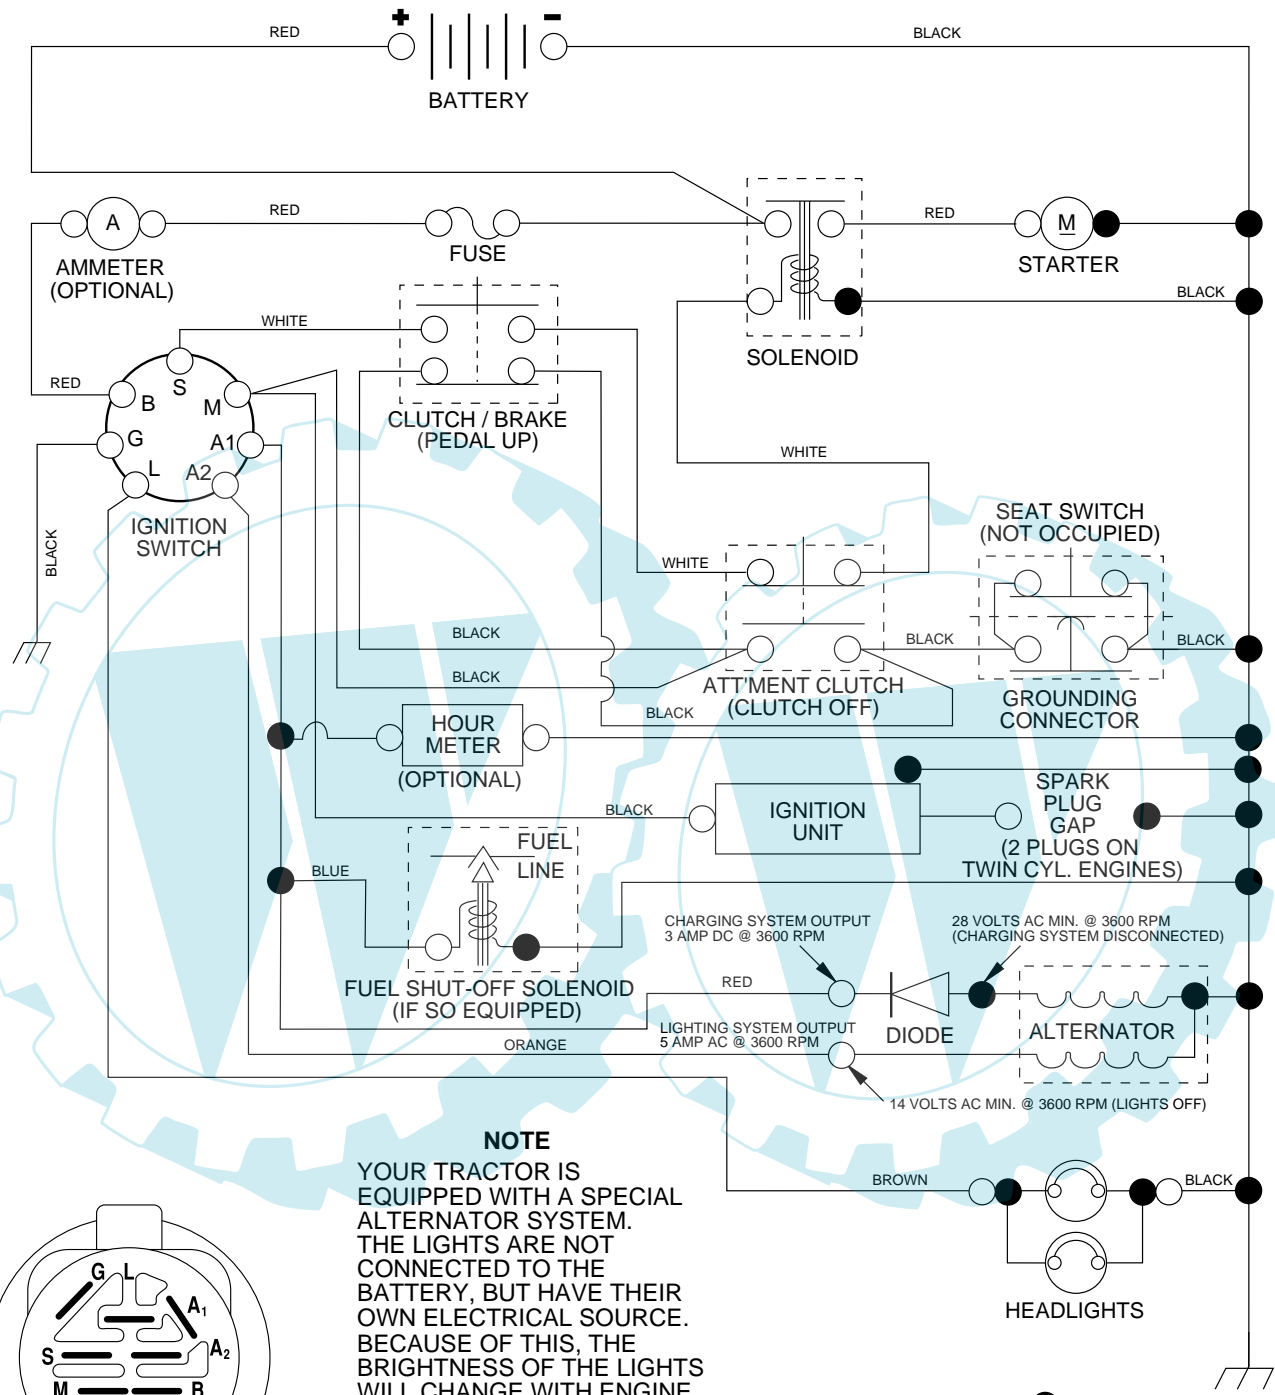 RED
+
−
BLACK
BATTERY
RED
A
AMMETER
(OPTIONAL)
FUSE
RED
M
STARTER
BLACK
SOLENOID
WHITE
CLUTCH / BRAKE
(PEDAL UP)
RED
S
B
M
G
A1
L
A2
IGNITION
SWITCH
BLACK
WHITE
SEAT SWITCH
(NOT OCCUPIED)
WHITE
BLACK
BLACK
BLACK
BLACK
ATT'MENT CLUTCH
(CLUTCH OFF)
BLACK
GROUNDING
CONNECTOR
HOUR
METER
(OPTIONAL)
BLACK
IGNITION
UNIT
SPARK
PLUG
GAP
(2 PLUGS ON
TWIN CYL. ENGINES)
FUEL
LINE
BLUE
FUEL SHUT-OFF SOLENOID
(IF SO EQUIPPED)
CHARGING SYSTEM OUTPUT
3 AMP DC @ 3600 RPM
28 VOLTS AC MIN. @ 3600 RPM
(CHARGING SYSTEM DISCONNECTED)
RED
DIODE
ALTERNATOR
LIGHTING SYSTEM OUTPUT
5 AMP AC @ 3600 RPM
ORANGE
14 VOLTS AC MIN. @ 3600 RPM (LIGHTS OFF)
BROWN
BLACK
HEADLIGHTS
NOTE
YOUR TRACTOR IS
EQUIPPED WITH A SPECIAL
ALTERNATOR SYSTEM.
THE LIGHTS ARE NOT
CONNECTED TO THE
BATTERY, BUT HAVE THEIR
OWN ELECTRICAL SOURCE.
BECAUSE OF THIS, THE
BRIGHTNESS OF THE LIGHTS
WILL CHANGE WITH ENGINE
G
L
A1
S
A2
M
B